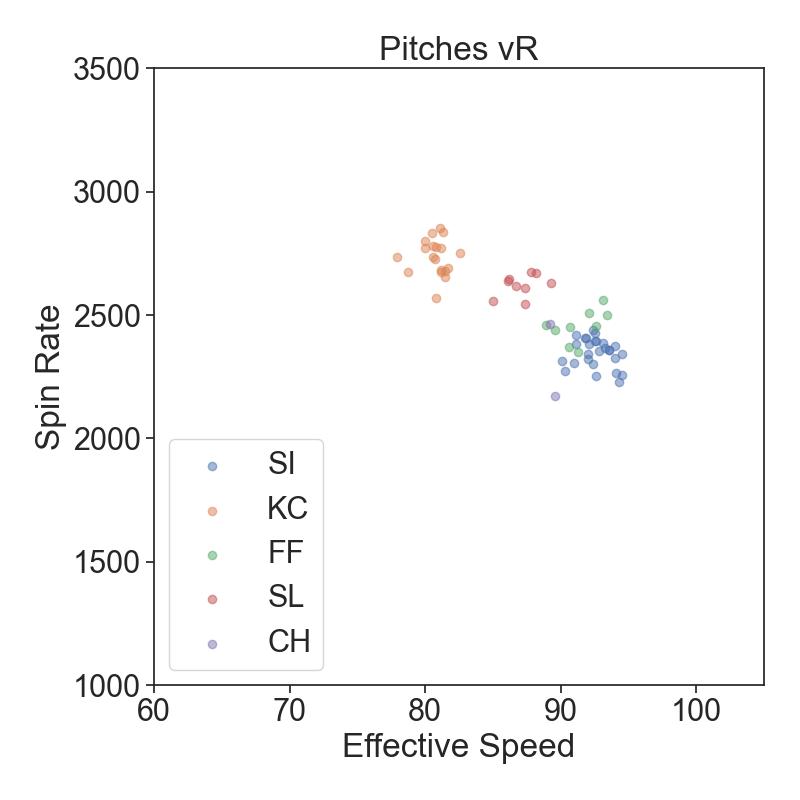 Pitches vR
3500
3000
2500
2000
1500
1000
Spin Rate
SI
KC
FF
SL
CH
60 70 80 90 100
Effective Speed